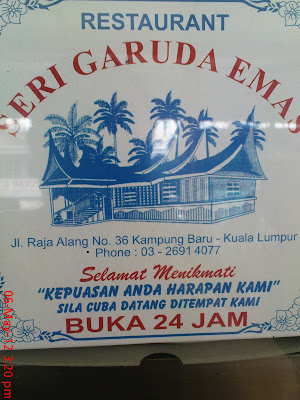 RESTAURANT
SERI GARUDA EMAS
Jl. Raja Alang No. 36 Kampung Baru - Kuala Lumpur
Phone : 03 - 2691 4077
Selamat Menikmati
"KEPUASAN ANDA HARAPAN KAMI"
SILA CUBA DATANG DITEMPAT KAMI
BUKA 24 JAM